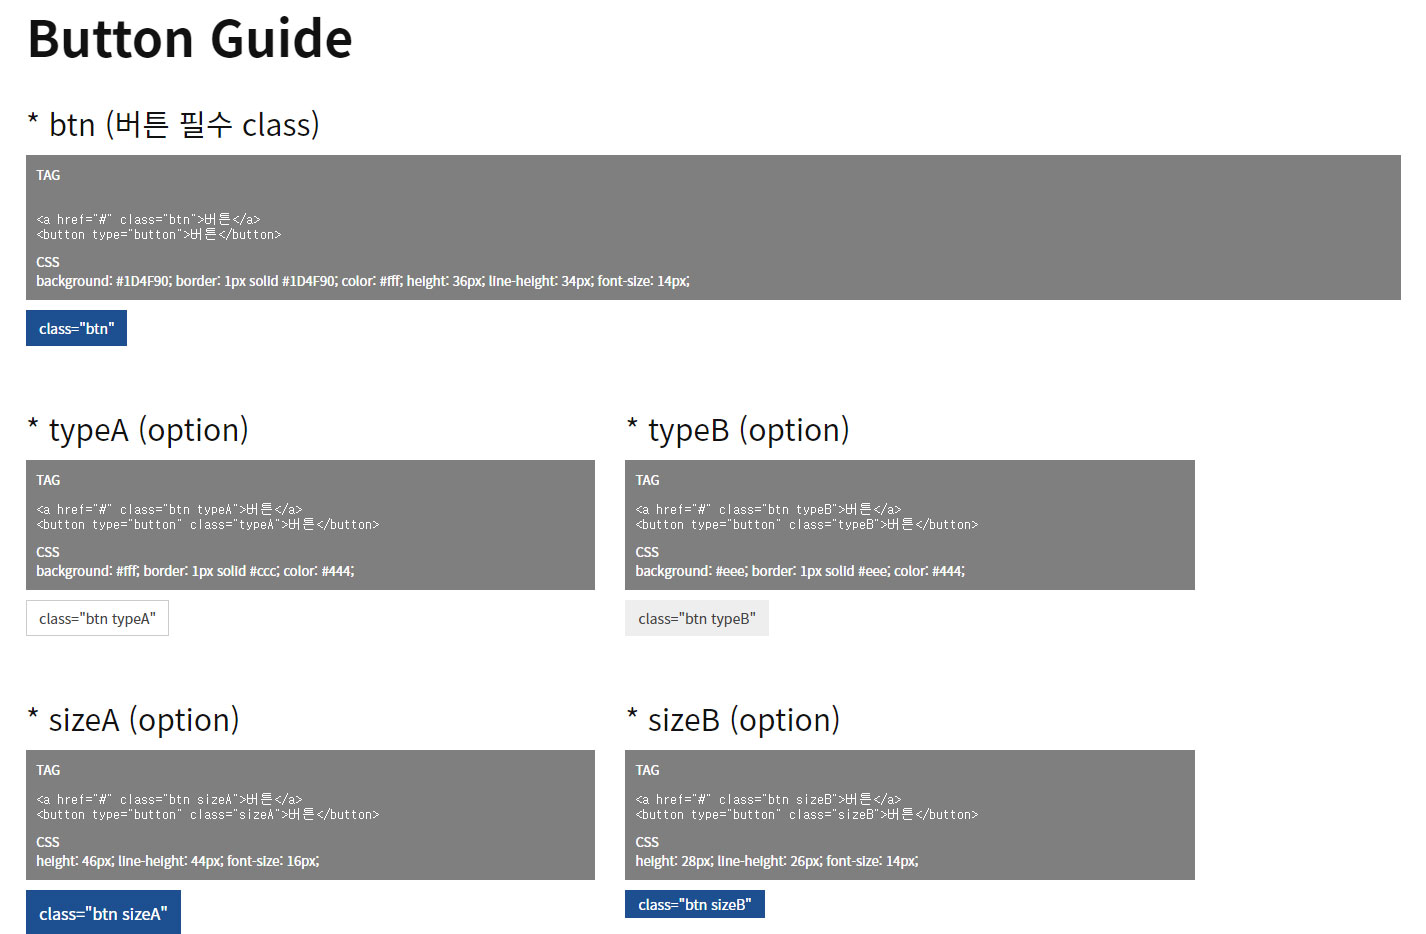 Button Guide
* btn (버튼 필수 class)
TAG
<a href="#" class="btn">버튼</a>
<button type="button">버튼</button>
CSS
background: #1D4F90; border: 1px solid #1D4F90; color: #fff; height: 36px; line-height: 34px; font-size: 14px;
class="btn"
* typeA (option)
TAG
<a href="#" class="btn typeA">버튼</a>
<button type="button" class="typeA">버튼</button>
CSS
background: #fff; border: 1px solid #ccc; color: #444;
class="btn typeA"
* typeB (option)
TAG
<a href="#" class="btn typeB">버튼</a>
<button type="button" class="typeB">버튼</button>
CSS
background: #eee; border: 1px solid #eee; color: #444;
class="btn typeB"
* sizeA (option)
TAG
<a href="#" class="btn sizeA">버튼</a>
<button type="button" class="sizeA">버튼</button>
CSS
height: 46px; line-height: 44px; font-size: 16px;
class="btn sizeA"
* sizeB (option)
TAG
<a href="#" class="btn sizeB">버튼</a>
<button type="button" class="sizeB">버튼</button>
CSS
height: 28px; line-height: 26px; font-size: 14px;
class="btn sizeB"